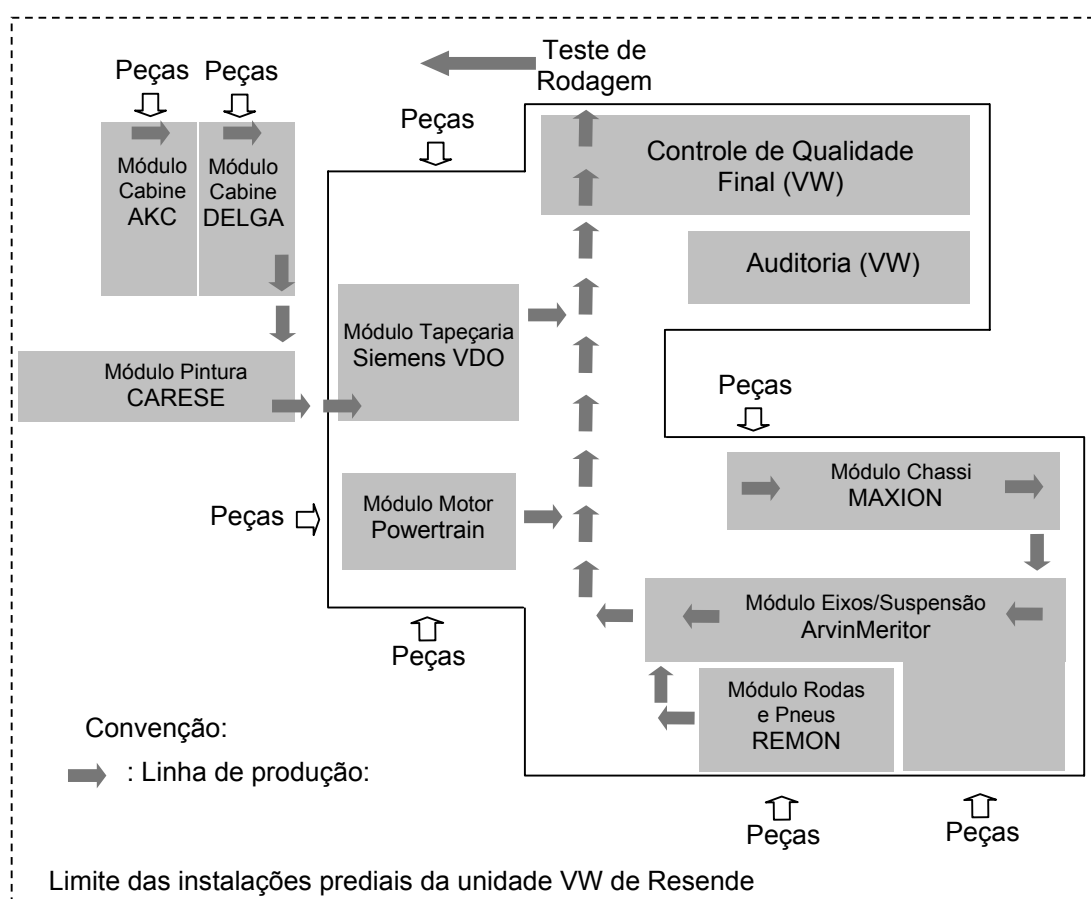 Teste de
Rodagem
Peças
Peças
Peças
Módulo
Cabine
AKC
Módulo
Cabine
DELGA
Controle de Qualidade
Final (VW)
Auditoria (VW)
Módulo Tapeçaria
Siemens VDO
Módulo Pintura
CARESE
Peças
Módulo Chassi
MAXION
Peças
Módulo Motor
Powertrain
Módulo Eixos/Suspensão
ArvinMeritor
Peças
Módulo Rodas
e Pneus
REMON
Convenção:
: Linha de produção:
Peças
Peças
Limite das instalações prediais da unidade VW de Resende